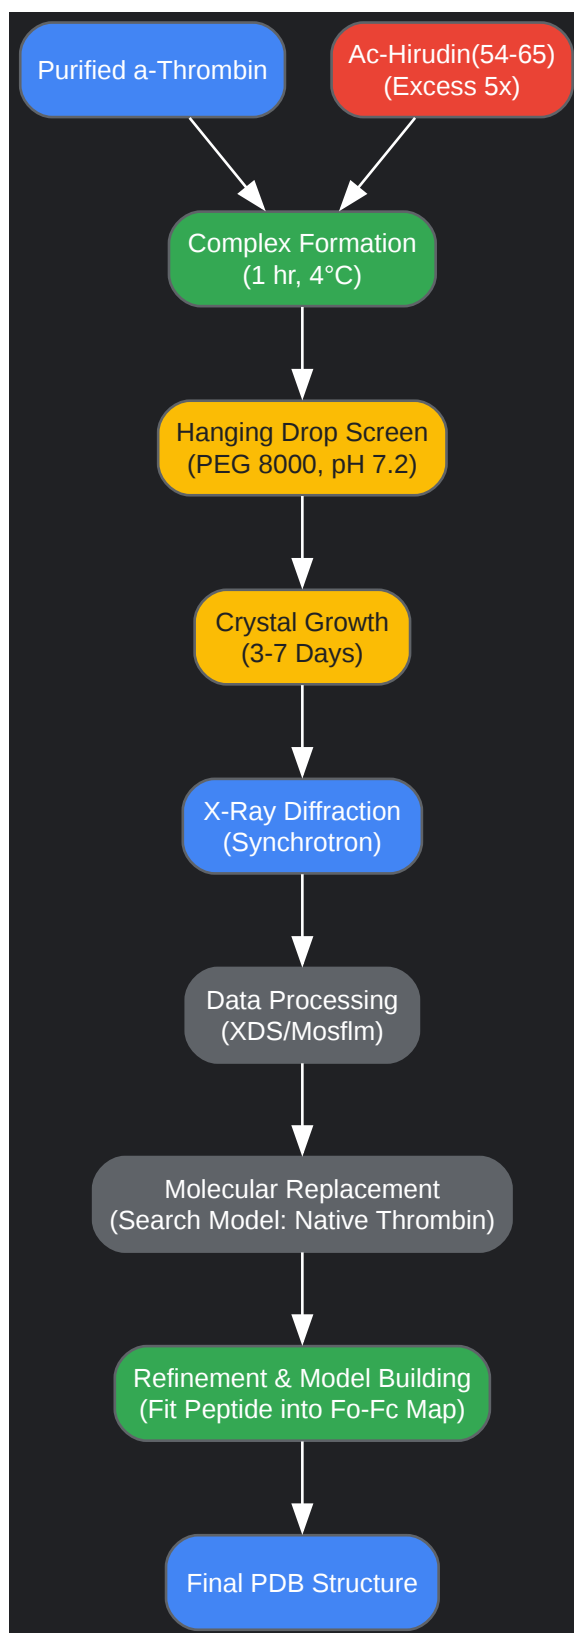 Purified a-Thrombin
Ac-Hirudin(54-65)
(Excess 5x)
Complex Formation
(1 hr, 4°C)
Hanging Drop Screen
(PEG 8000, pH 7.2)
Crystal Growth
(3-7 Days)
X-Ray Diffraction
(Synchrotron)
Data Processing
(XDS/Mosflm)
Molecular Replacement
(Search Model: Native Thrombin)
Refinement & Model Building
(Fit Peptide into Fo-Fc Map)
Final PDB Structure